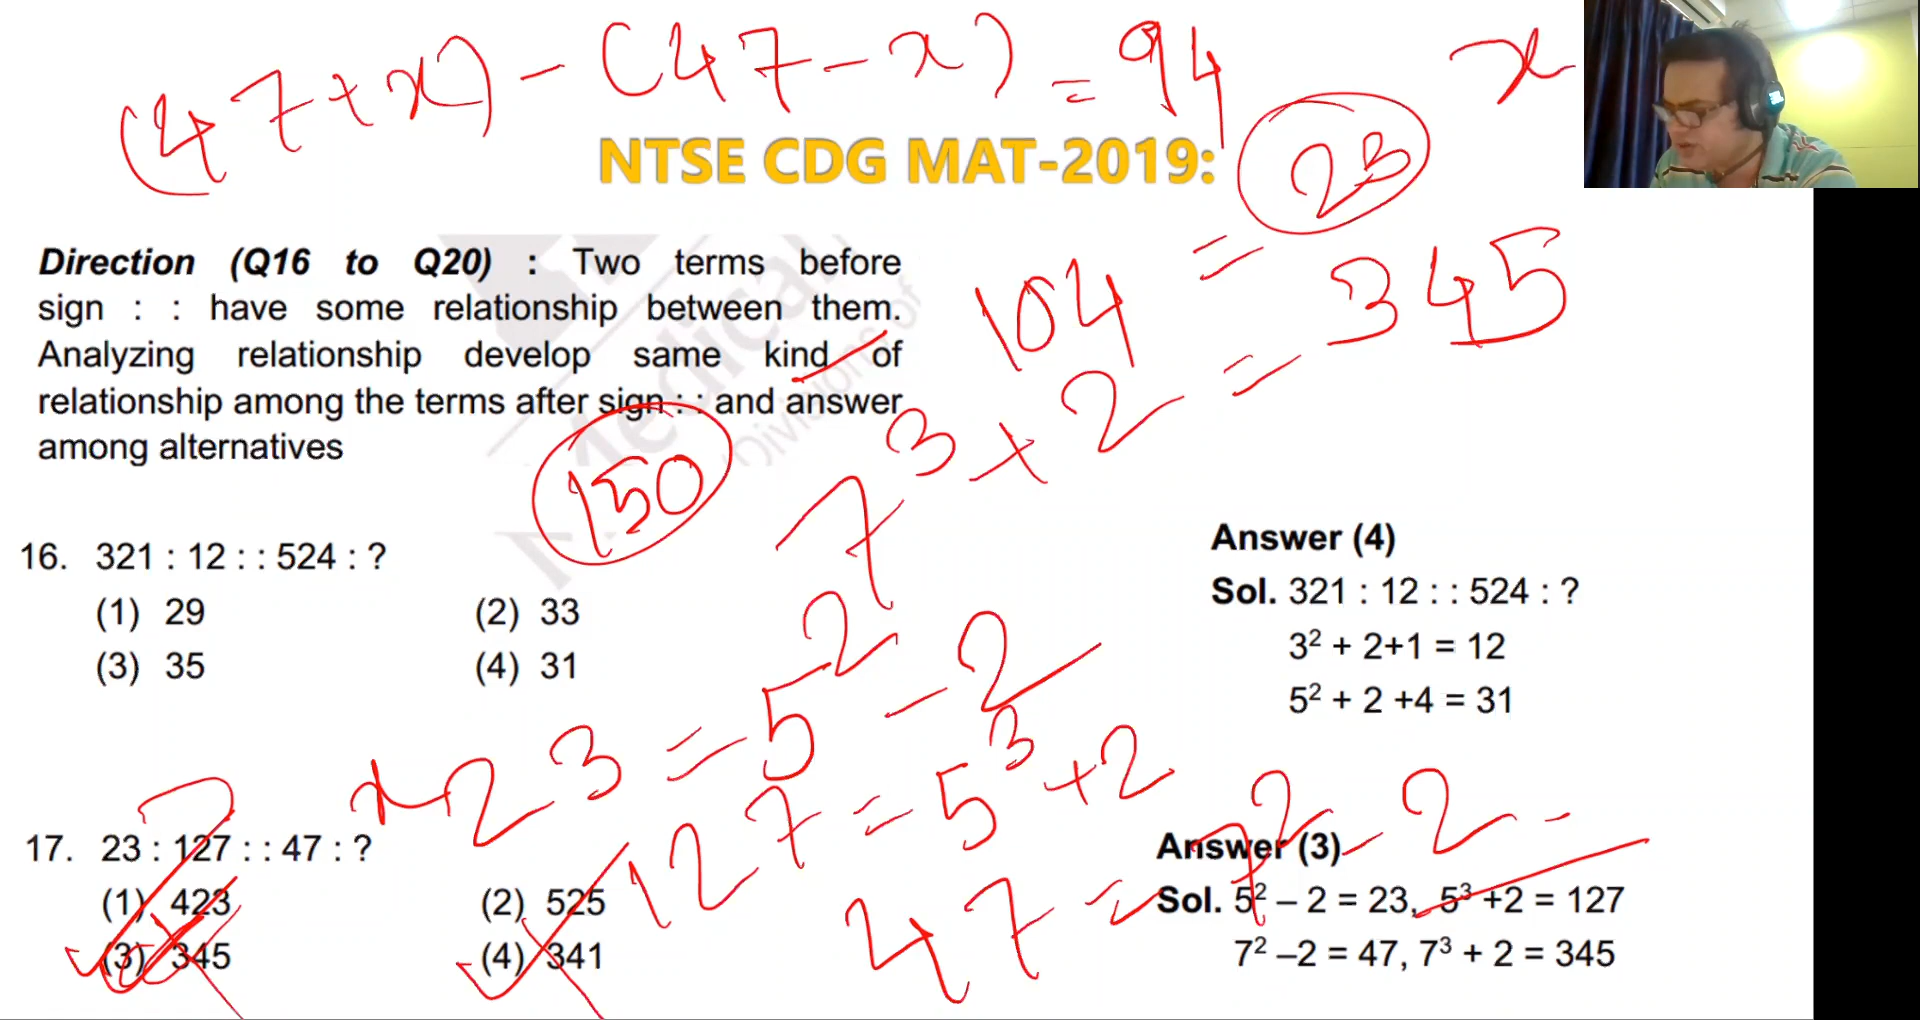 (47+x) - (47-x) = 94
x
NTSE CDG MAT-2019:
23
Direction (Q16 to Q20) : Two terms before
sign : : have some relationship between them.
Analyzing relationship develop same kind of
relationship among the terms after sign : : and answer
among alternatives
104 =
7³ + 2 = 345
150
16. 321 : 12 : : 524 : ?
(1) 29
(2) 33
(3) 35
(4) 31
Answer (4)
Sol. 321 : 12 : : 524 : ?
3² + 2+1 = 12
5² + 2 +4 = 31
23 = 5² - 2
127 = 5³ + 2
47 = 7² - 2
17. 23 : 127 : : 47 : ?
(1) 423
(2) 525
(3) 345
(4) 341
Answer (3)
Sol. 5² – 2 = 23, 5³ +2 = 127
7² –2 = 47, 7³ + 2 = 345